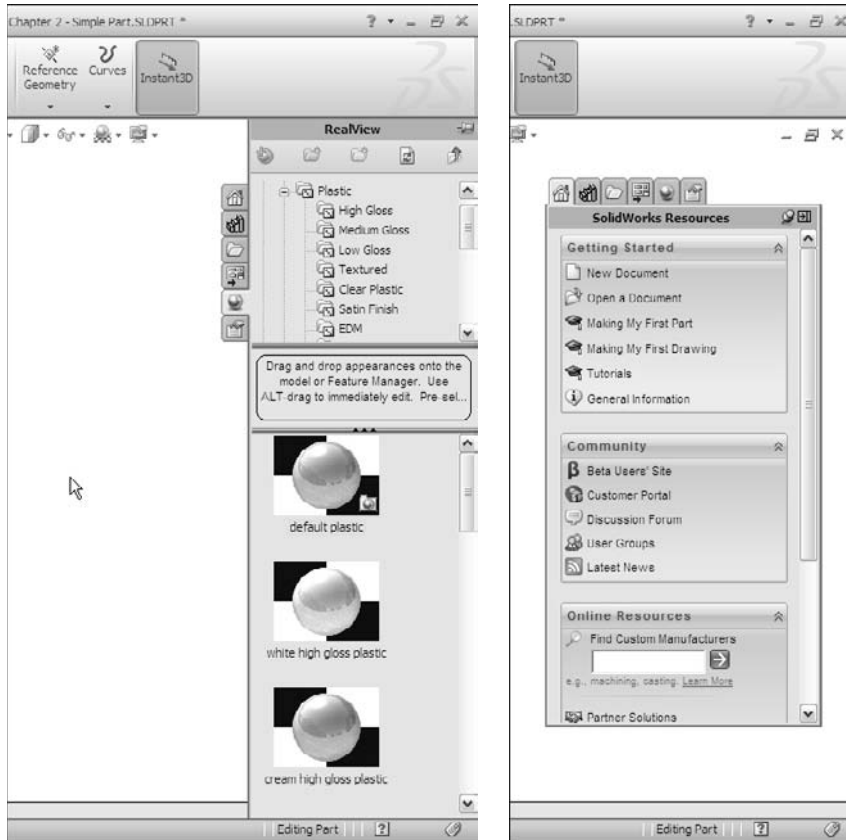 Chapter 2 - Simple Part.SLDPRT *
Reference Geometry
Curves
Instant3D
RealView
Plastic
High Gloss
Medium Gloss
Low Gloss
Textured
Clear Plastic
Satin Finish
EDM
Drag and drop appearances onto the
model or Feature Manager. Use
ALT-drag to immediately edit. Pre-sel...
default plastic
white high gloss plastic
cream high gloss plastic
Editing Part
.SLDPRT *
Instant3D
SolidWorks Resources
Getting Started
New Document
Open a Document
Making My First Part
Making My First Drawing
Tutorials
General Information
Community
Beta Users' Site
Customer Portal
Discussion Forum
User Groups
Latest News
Online Resources
Find Custom Manufacturers
e.g., machining, casting. Learn More
Partner Solutions
Editing Part